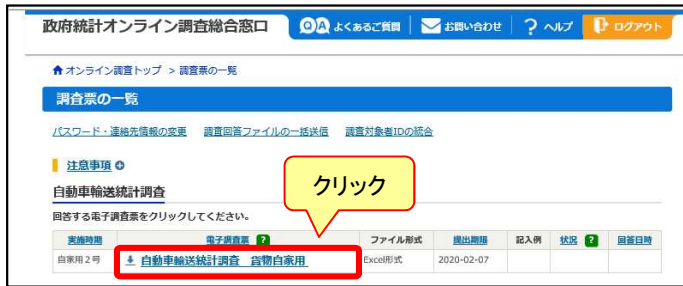 政府統計オンライン調査総合窓口 Q&A よくあるご質問 お問い合わせ ? ヘルプ ログアウト
オンライン調査トップ > 調査票の一覧
調査票の一覧
パスワード・連絡先情報の変更 調査回答ファイルの一括送信 調査対象者IDの統合
注意事項
クリック
自動車輸送統計調査
回答する電子調査票をクリックしてください。
実施時期 電子調査票 ? ファイル形式 提出期限 記入例 状況 ? 回答日時
自家用2号 自動車輸送統計調査 貨物自家用 Excel形式 2020-02-07